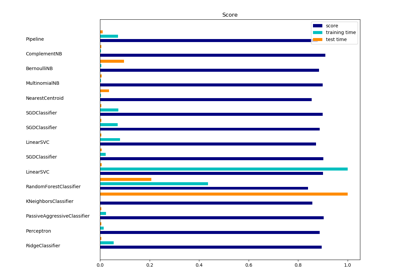 Score
score
training time
test time
Pipeline
ComplementNB
BernoulliNB
MultinomialNB
NearestCentroid
SGDClassifier
SGDClassifier
LinearSVC
SGDClassifier
LinearSVC
RandomForestClassifier
KNeighborsClassifier
PassiveAggressiveClassifier
Perceptron
RidgeClassifier
0.0 0.2 0.4 0.6 0.8 1.0